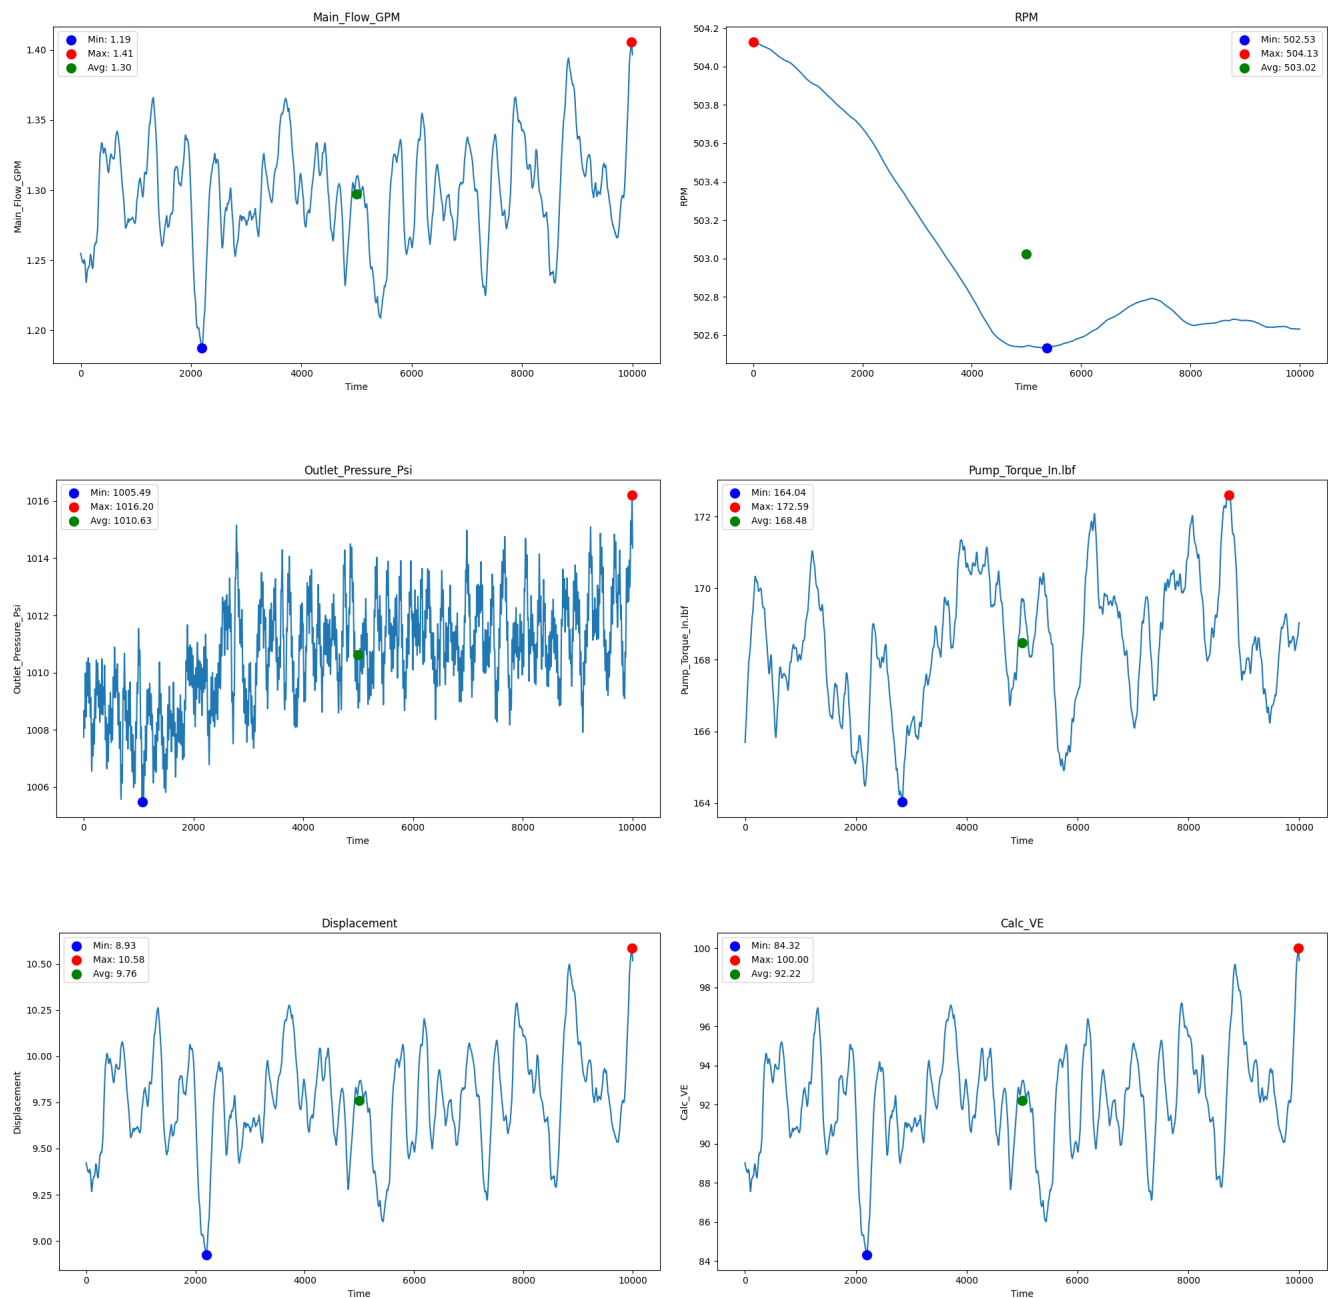 Main_Flow_GPM
Min: 1.19
Max: 1.41
Avg: 1.30
Main_Flow_GPM
1.40
1.35
1.30
1.25
1.20
0 2000 4000 6000 8000 10000
Time
RPM
Min: 502.53
Max: 504.13
Avg: 503.02
RPM
504.2
504.0
503.8
503.6
503.4
503.2
503.0
502.8
502.6
0 2000 4000 6000 8000 10000
Time
Outlet_Pressure_Psi
Min: 1005.49
Max: 1016.20
Avg: 1010.63
Outlet_Pressure_Psi
1016
1014
1012
1010
1008
1006
0 2000 4000 6000 8000 10000
Time
Pump_Torque_In.lbf
Min: 164.04
Max: 172.59
Avg: 168.48
Pump_Torque_In.lbf
172
170
168
166
164
0 2000 4000 6000 8000 10000
Time
Displacement
Min: 8.93
Max: 10.58
Avg: 9.76
Displacement
10.50
10.25
10.00
9.75
9.50
9.25
9.00
0 2000 4000 6000 8000 10000
Time
Calc_VE
Min: 84.32
Max: 100.00
Avg: 92.22
Calc_VE
100
98
96
94
92
90
88
86
84
0 2000 4000 6000 8000 10000
Time